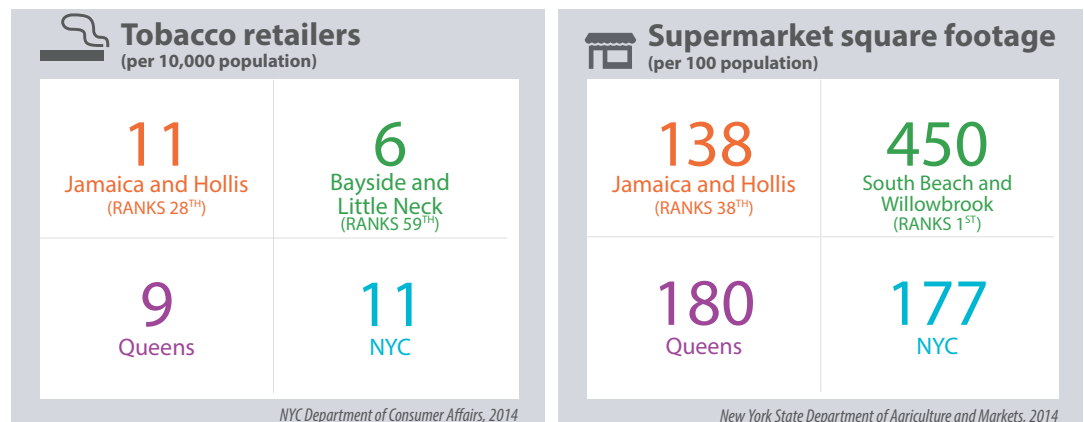 Tobacco retailers
(per 10,000 population)
11
Jamaica and Hollis
(RANKS 28TH)
6
Bayside and
Little Neck
(RANKS 59TH)
9
Queens
11
NYC
NYC Department of Consumer Affairs, 2014
Supermarket square footage
(per 100 population)
138
Jamaica and Hollis
(RANKS 38TH)
450
South Beach and
Willowbrook
(RANKS 1ST)
180
Queens
177
NYC
New York State Department of Agriculture and Markets, 2014